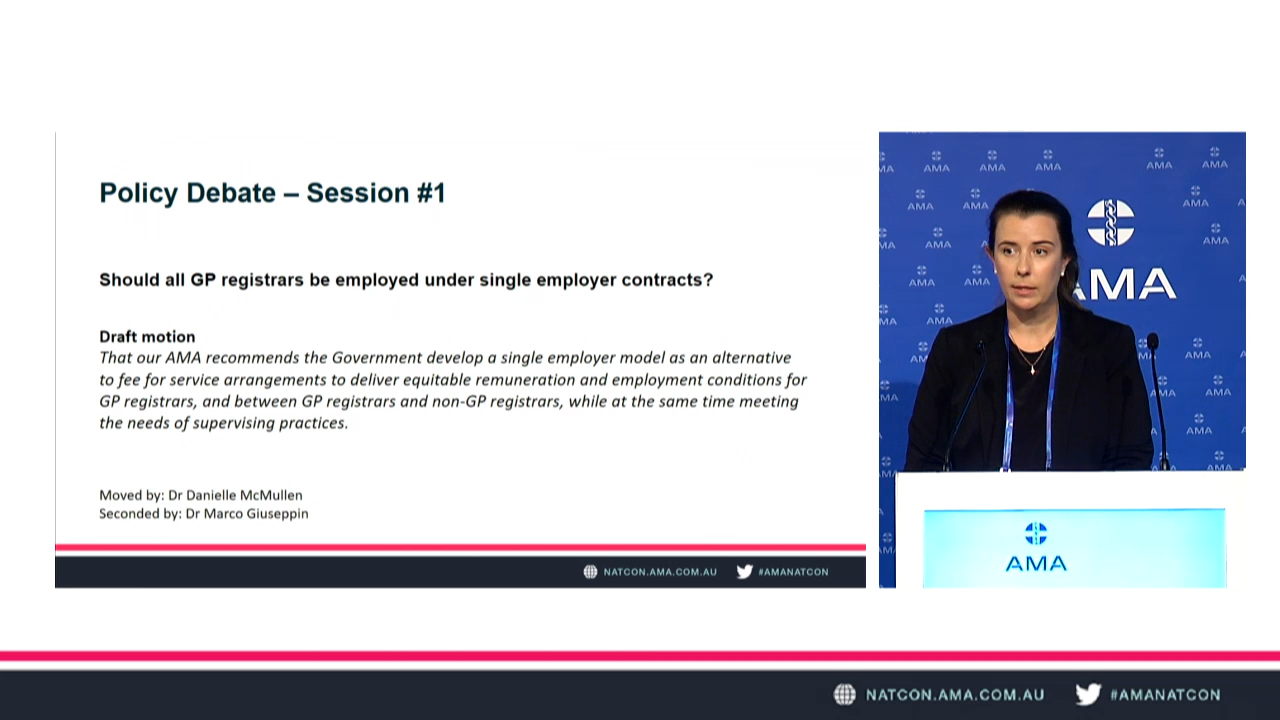 Policy Debate – Session #1
Should all GP registrars be employed under single employer contracts?
Draft motion
That our AMA recommends the Government develop a single employer model as an alternative
to fee for service arrangements to deliver equitable remuneration and employment conditions for
GP registrars, and between GP registrars and non-GP registrars, while at the same time meeting
the needs of supervising practices.
Moved by: Dr Danielle McMullen
Seconded by: Dr Marco Giuseppin
NATCON.AMA.COM.AU #AMANATCON
AMA
AMA
NATCON.AMA.COM.AU #AMANATCON